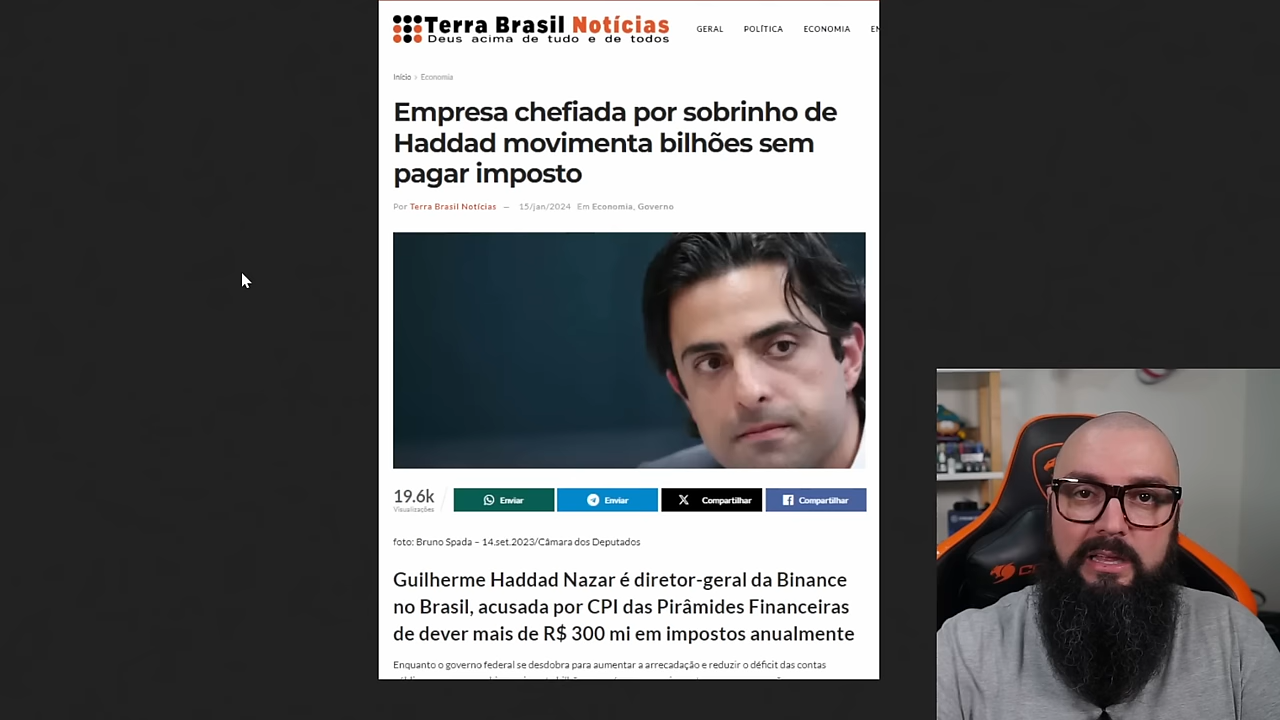 Terra Brasil Notícias
Deus acima de tudo e de todos
GERAL POLÍTICA ECONOMIA
Início > Economia
Empresa chefiada por sobrinho de
Haddad movimenta bilhões sem
pagar imposto
Por Terra Brasil Notícias — 15/jan/2024 Em Economia, Governo
19.6k
Visualizações
Enviar
Enviar
Compartilhar
Compartilhar
foto: Bruno Spada – 14.set.2023/Câmara dos Deputados
Guilherme Haddad Nazar é diretor-geral da Binance
no Brasil, acusada por CPI das Pirâmides Financeiras
de dever mais de R$ 300 mi em impostos anualmente
Enquanto o governo federal se desdobra para aumentar a arrecadação e reduzir o déficit das contas